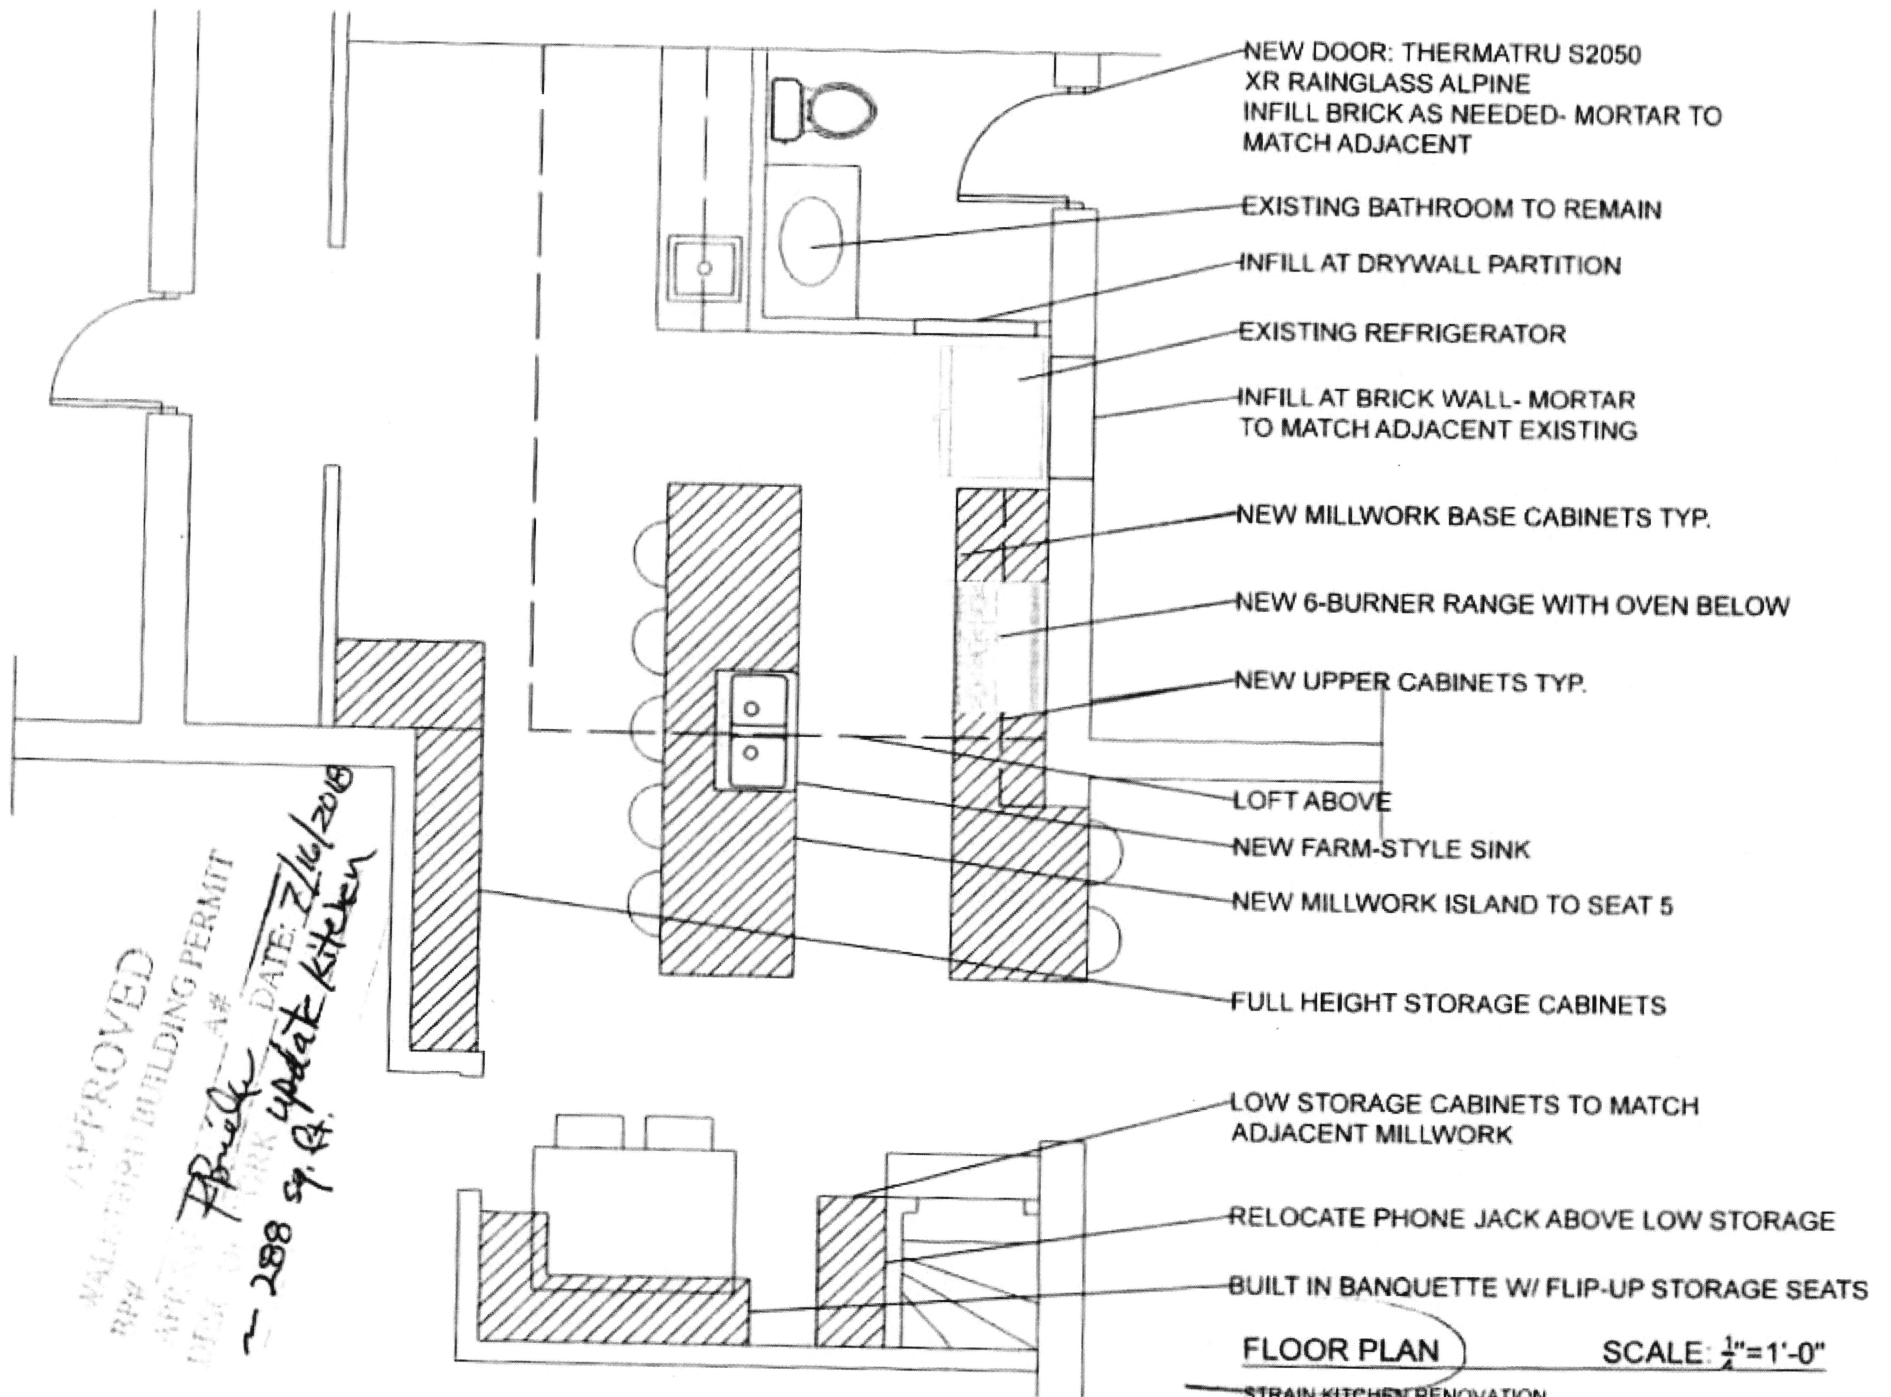 NEW DOOR: THERMATRU S2050
XR RAINGLASS ALPINE
INFILL BRICK AS NEEDED- MORTAR TO
MATCH ADJACENT
EXISTING BATHROOM TO REMAIN
INFILL AT DRYWALL PARTITION
EXISTING REFRIGERATOR
INFILL AT BRICK WALL- MORTAR
TO MATCH ADJACENT EXISTING
NEW MILLWORK BASE CABINETS TYP.
NEW 6-BURNER RANGE WITH OVEN BELOW
NEW UPPER CABINETS TYP.
LOFT ABOVE
NEW FARM-STYLE SINK
NEW MILLWORK ISLAND TO SEAT 5
FULL HEIGHT STORAGE CABINETS
LOW STORAGE CABINETS TO MATCH
ADJACENT MILLWORK
RELOCATE PHONE JACK ABOVE LOW STORAGE
BUILT IN BANQUETTE W/ FLIP-UP STORAGE SEATS
FLOOR PLAN
SCALE: ¼"=1'-0"
STRAIN KITCHEN RENOVATION
APPROVED
BUILDING PERMIT
BP# A#
DATE: 7/16/2018
update kitchen
~ 288 sq. ft.